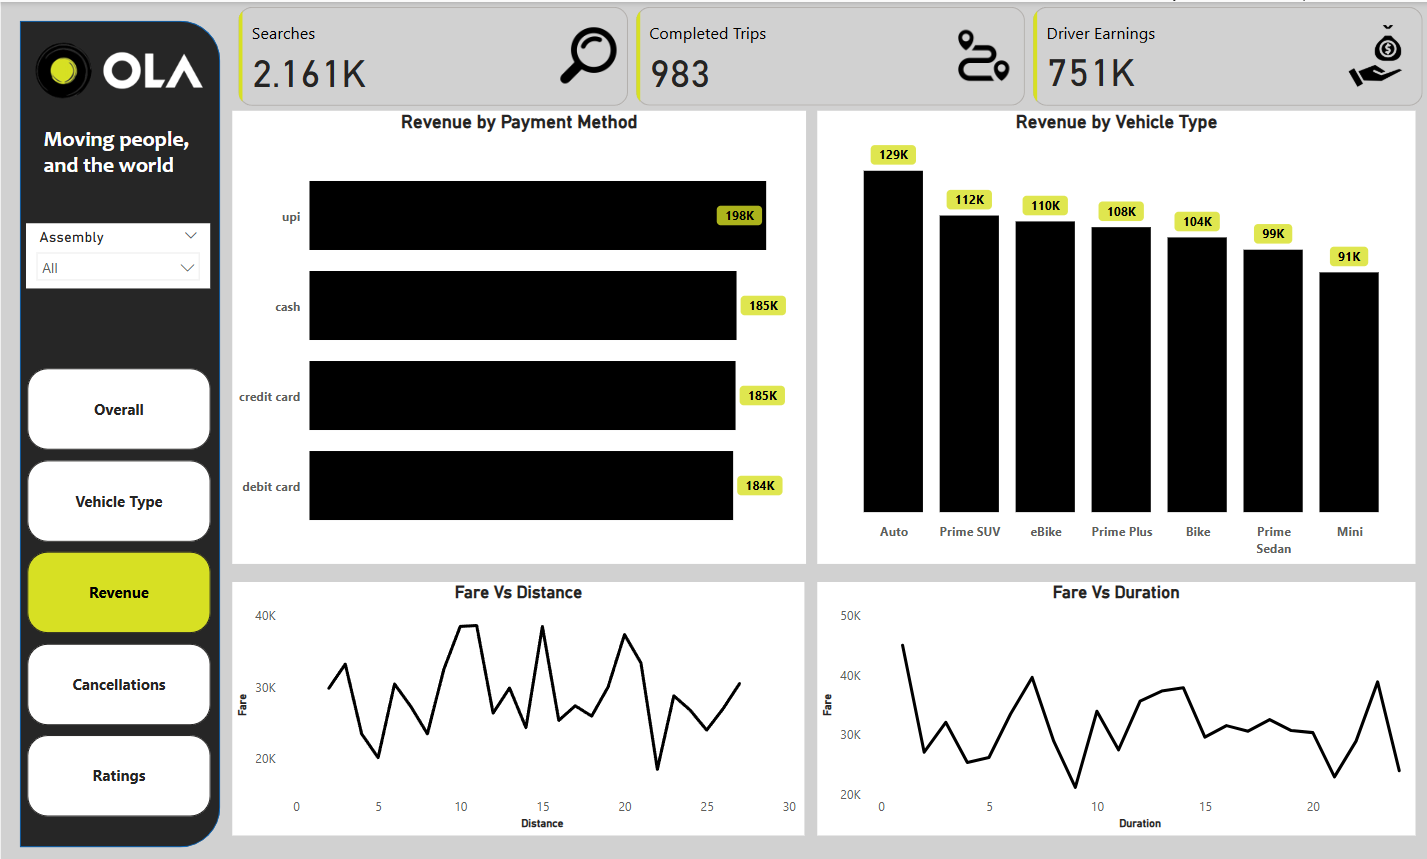 OLA
Moving people,
and the world
Assembly
All
Overall
Vehicle Type
Revenue
Cancellations
Ratings
Searches
2.161K
Completed Trips
983
Driver Earnings
751K
Revenue by Payment Method
upi
198K
cash
185K
credit card
185K
debit card
184K
Revenue by Vehicle Type
129K
112K
110K
108K
104K
99K
91K
Auto
Prime SUV
eBike
Prime Plus
Bike
Prime
Sedan
Mini
Fare Vs Distance
Fare
40K
30K
20K
0 5 10 15 20 25 30
Distance
Fare Vs Duration
Fare
50K
40K
30K
20K
0 5 10 15 20
Duration